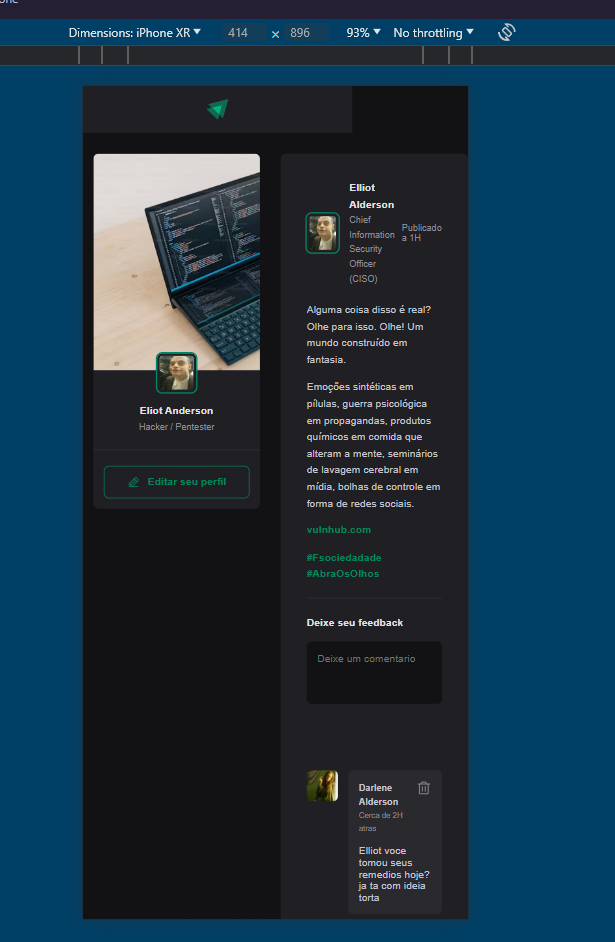 Dimensions: iPhone XR
414 × 896
93%
No throttling
Eliot Anderson
Hacker / Pentester
Editar seu perfil
Elliot
Alderson
Chief
Information
Security
Officer
(CISO)
Publicado
a 1H
Alguma coisa disso é real?
Olhe para isso. Olhe! Um
mundo construído em
fantasia.
Emoções sintéticas em
pílulas, guerra psicológica
em propagandas, produtos
químicos em comida que
alteram a mente, seminários
de lavagem cerebral em
mídia, bolhas de controle em
forma de redes sociais.
vulnhub.com
#Fsociedadade
#AbraOsOlhos
Deixe seu feedback
Deixe um comentario
Darlene
Alderson
Cerca de 2H
atras
Elliot voce
tomou seus
remedios hoje?
ja ta com ideia
torta